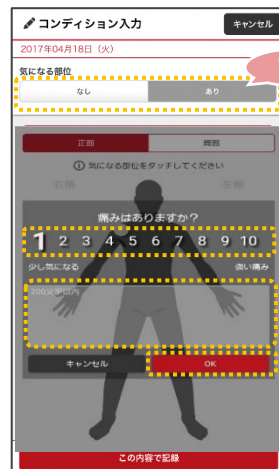 コンディション入力 キャンセル
2017年04月18日（火）
気になる部位
なし あり
正面 背面
気になる部位をタッチしてください
右側 左側
痛みはありますか？
1 2 3 4 5 6 7 8 9 10
少し気になる 強い痛み
200文字以内
キャンセル OK
この内容で記録